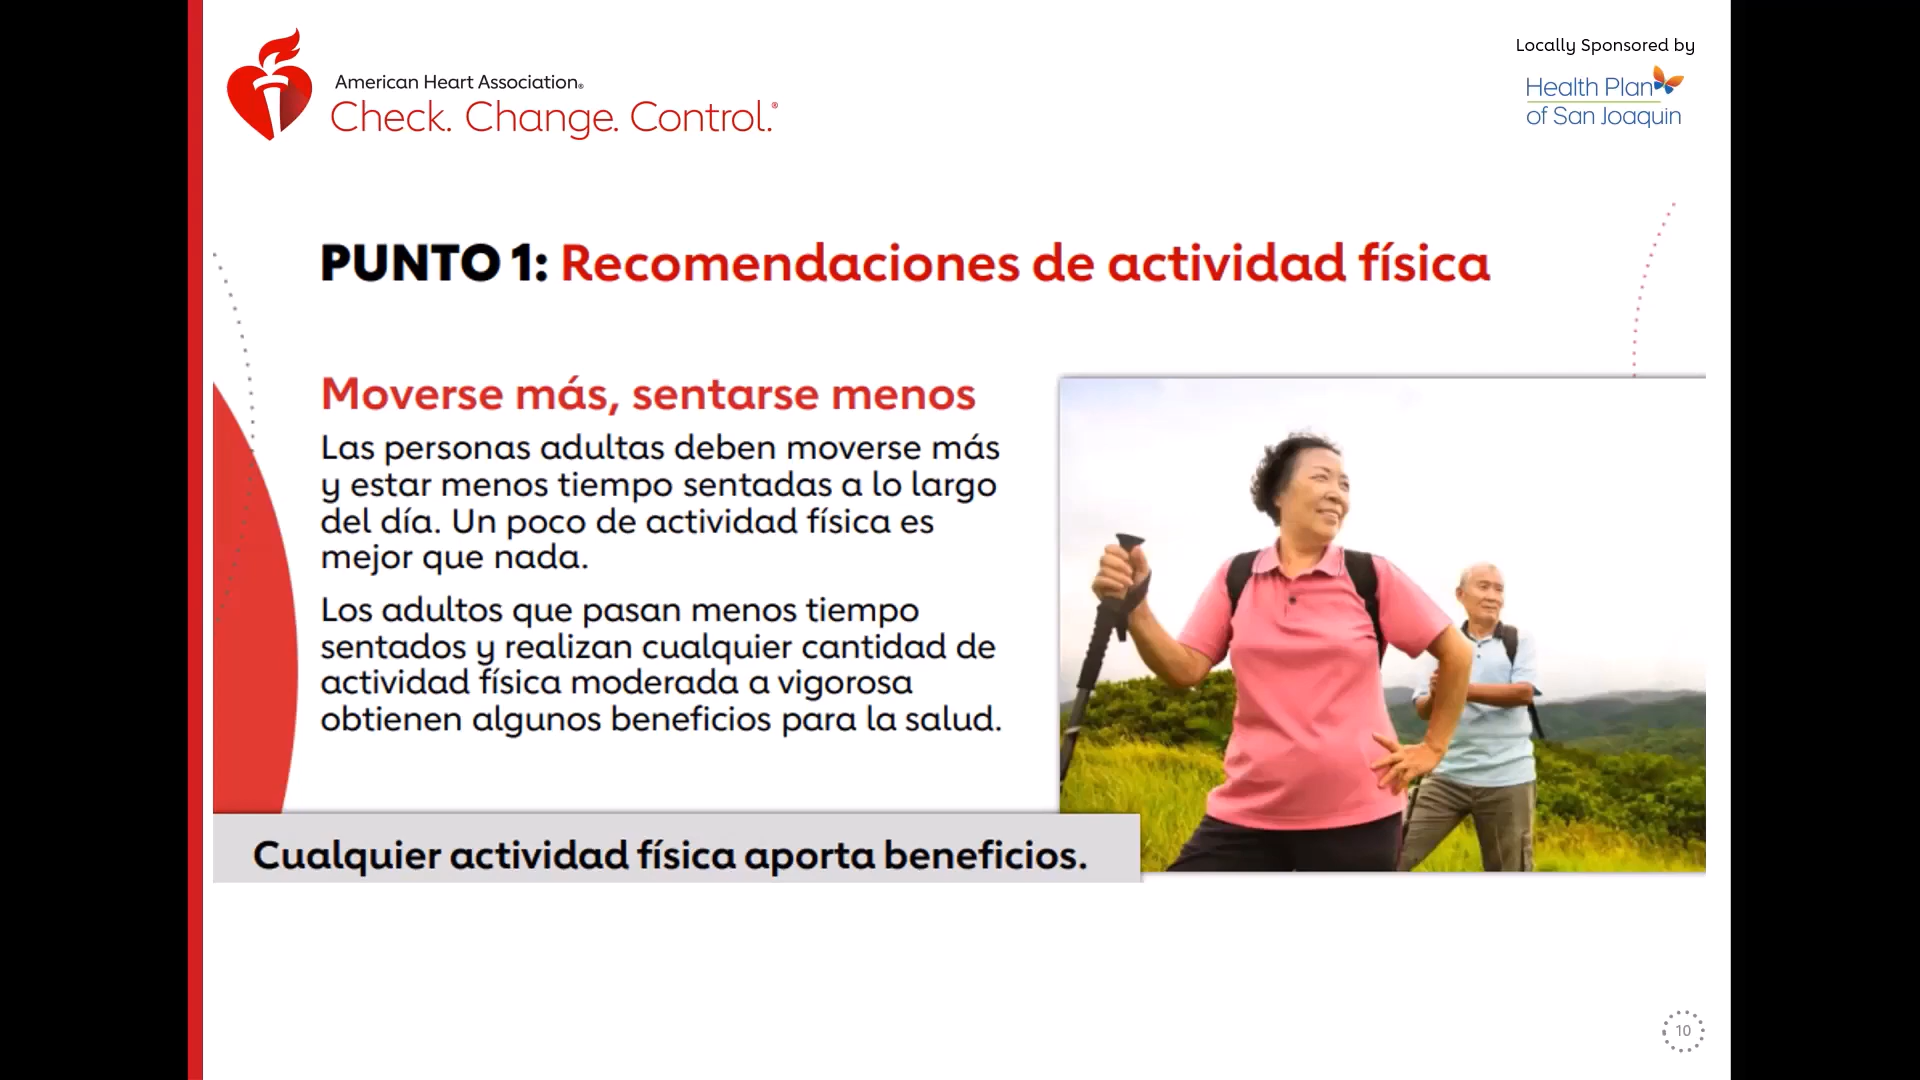 American Heart Association®
Check. Change. Control.®
Locally Sponsored by
Health Plan
of San Joaquin
PUNTO 1: Recomendaciones de actividad física
Moverse más, sentarse menos
Las personas adultas deben moverse más
y estar menos tiempo sentadas a lo largo
del día. Un poco de actividad física es
mejor que nada.
Los adultos que pasan menos tiempo
sentados y realizan cualquier cantidad de
actividad física moderada a vigorosa
obtienen algunos beneficios para la salud.
Cualquier actividad física aporta beneficios.
10